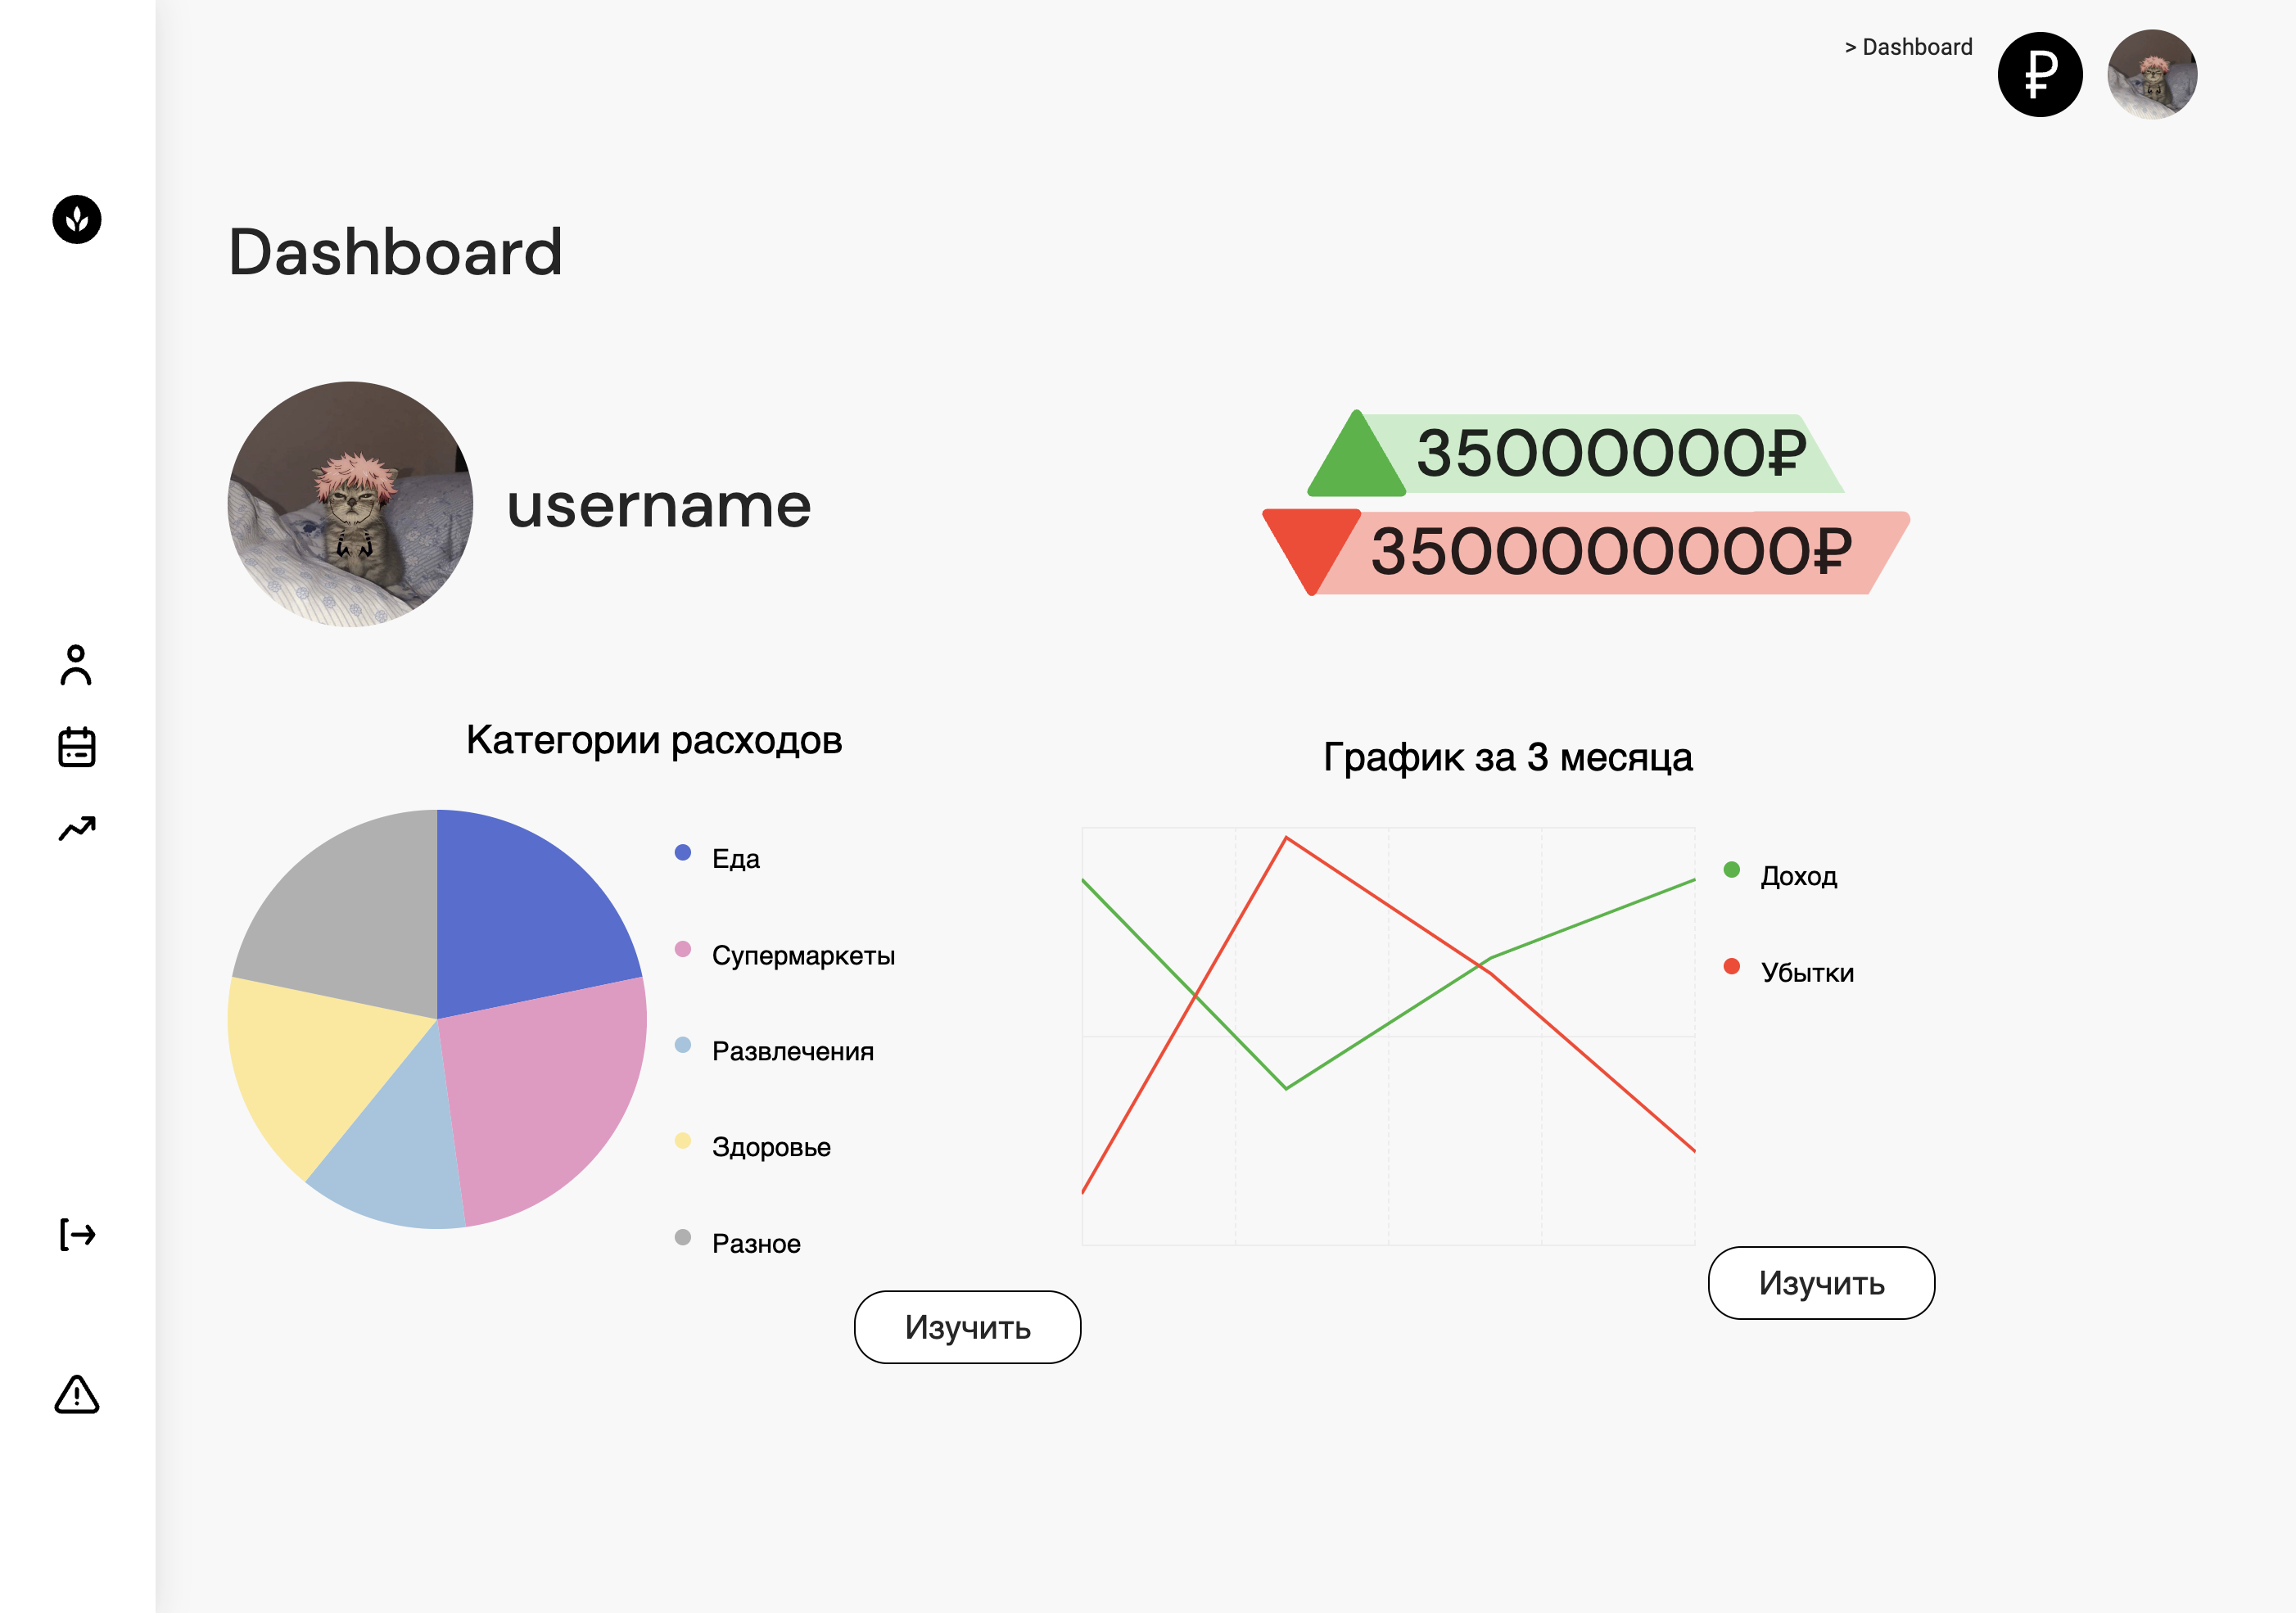 > Dashboard
₽
Dashboard
username
35000000₽
3500000000₽
Категории расходов
График за 3 месяца
Еда
Супермаркеты
Развлечения
Здоровье
Разное
Доход
Убытки
Изучить
Изучить